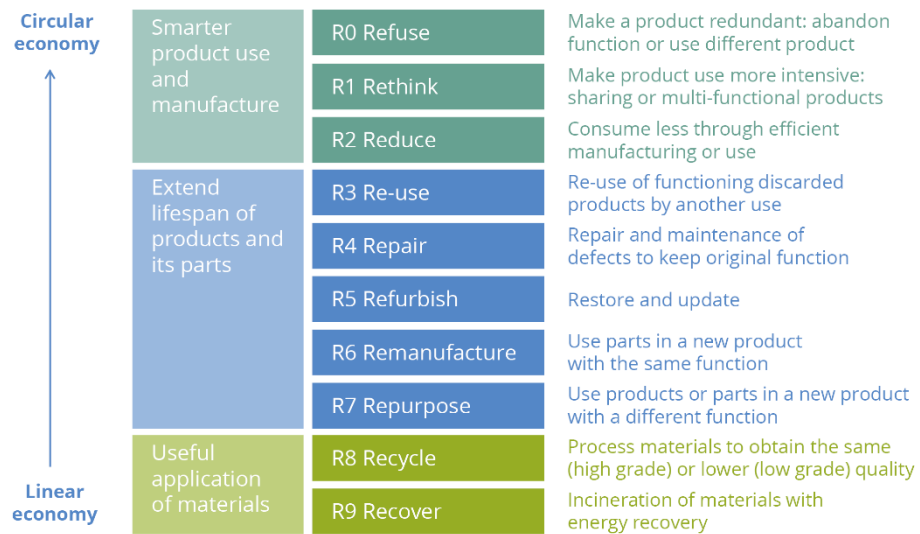 Circular
economy
Smarter
product use
and
manufacture
R0 Refuse
Make a product redundant: abandon
function or use different product
R1 Rethink
Make product use more intensive:
sharing or multi-functional products
R2 Reduce
Consume less through efficient
manufacturing or use
Extend
lifespan of
products and
its parts
R3 Re-use
Re-use of functioning discarded
products by another use
R4 Repair
Repair and maintenance of
defects to keep original function
R5 Refurbish
Restore and update
R6 Remanufacture
Use parts in a new product
with the same function
R7 Repurpose
Use products or parts in a new product
with a different function
Useful
application
of materials
R8 Recycle
Process materials to obtain the same
(high grade) or lower (low grade) quality
R9 Recover
Incineration of materials with
energy recovery
Linear
economy